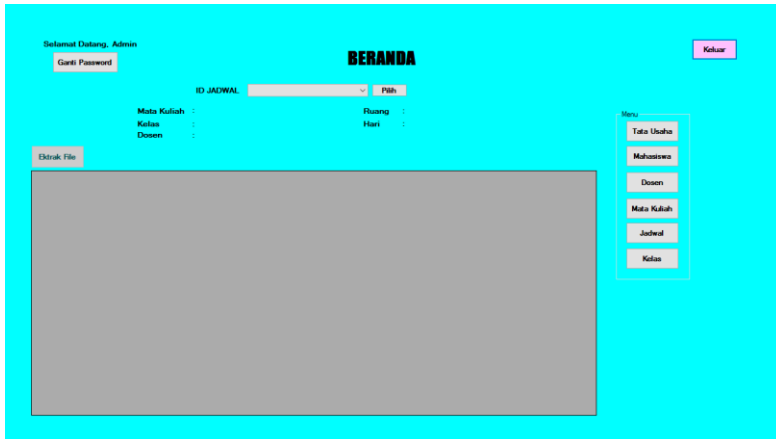 Selamat Datang, Admin
Ganti Password
BERANDA
Keluar
ID JADWAL
Pilih
Mata Kuliah :
Kelas :
Dosen :
Ruang :
Hari :
Ektrak File
Menu
Tata Usaha
Mahasiswa
Dosen
Mata Kuliah
Jadwal
Kelas